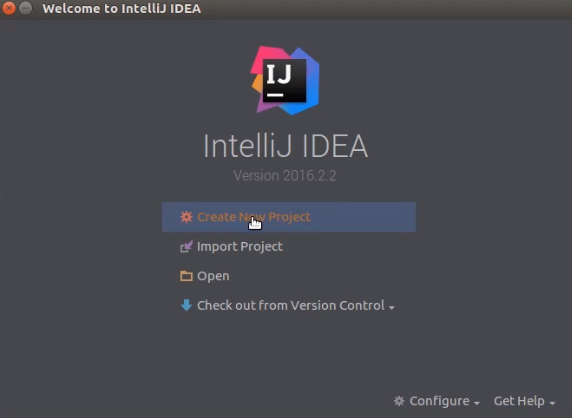 Welcome to IntelliJ IDEA
IJ
IntelliJ IDEA
Version 2016.2.2
Create New Project
Import Project
Open
Check out from Version Control
Configure
Get Help